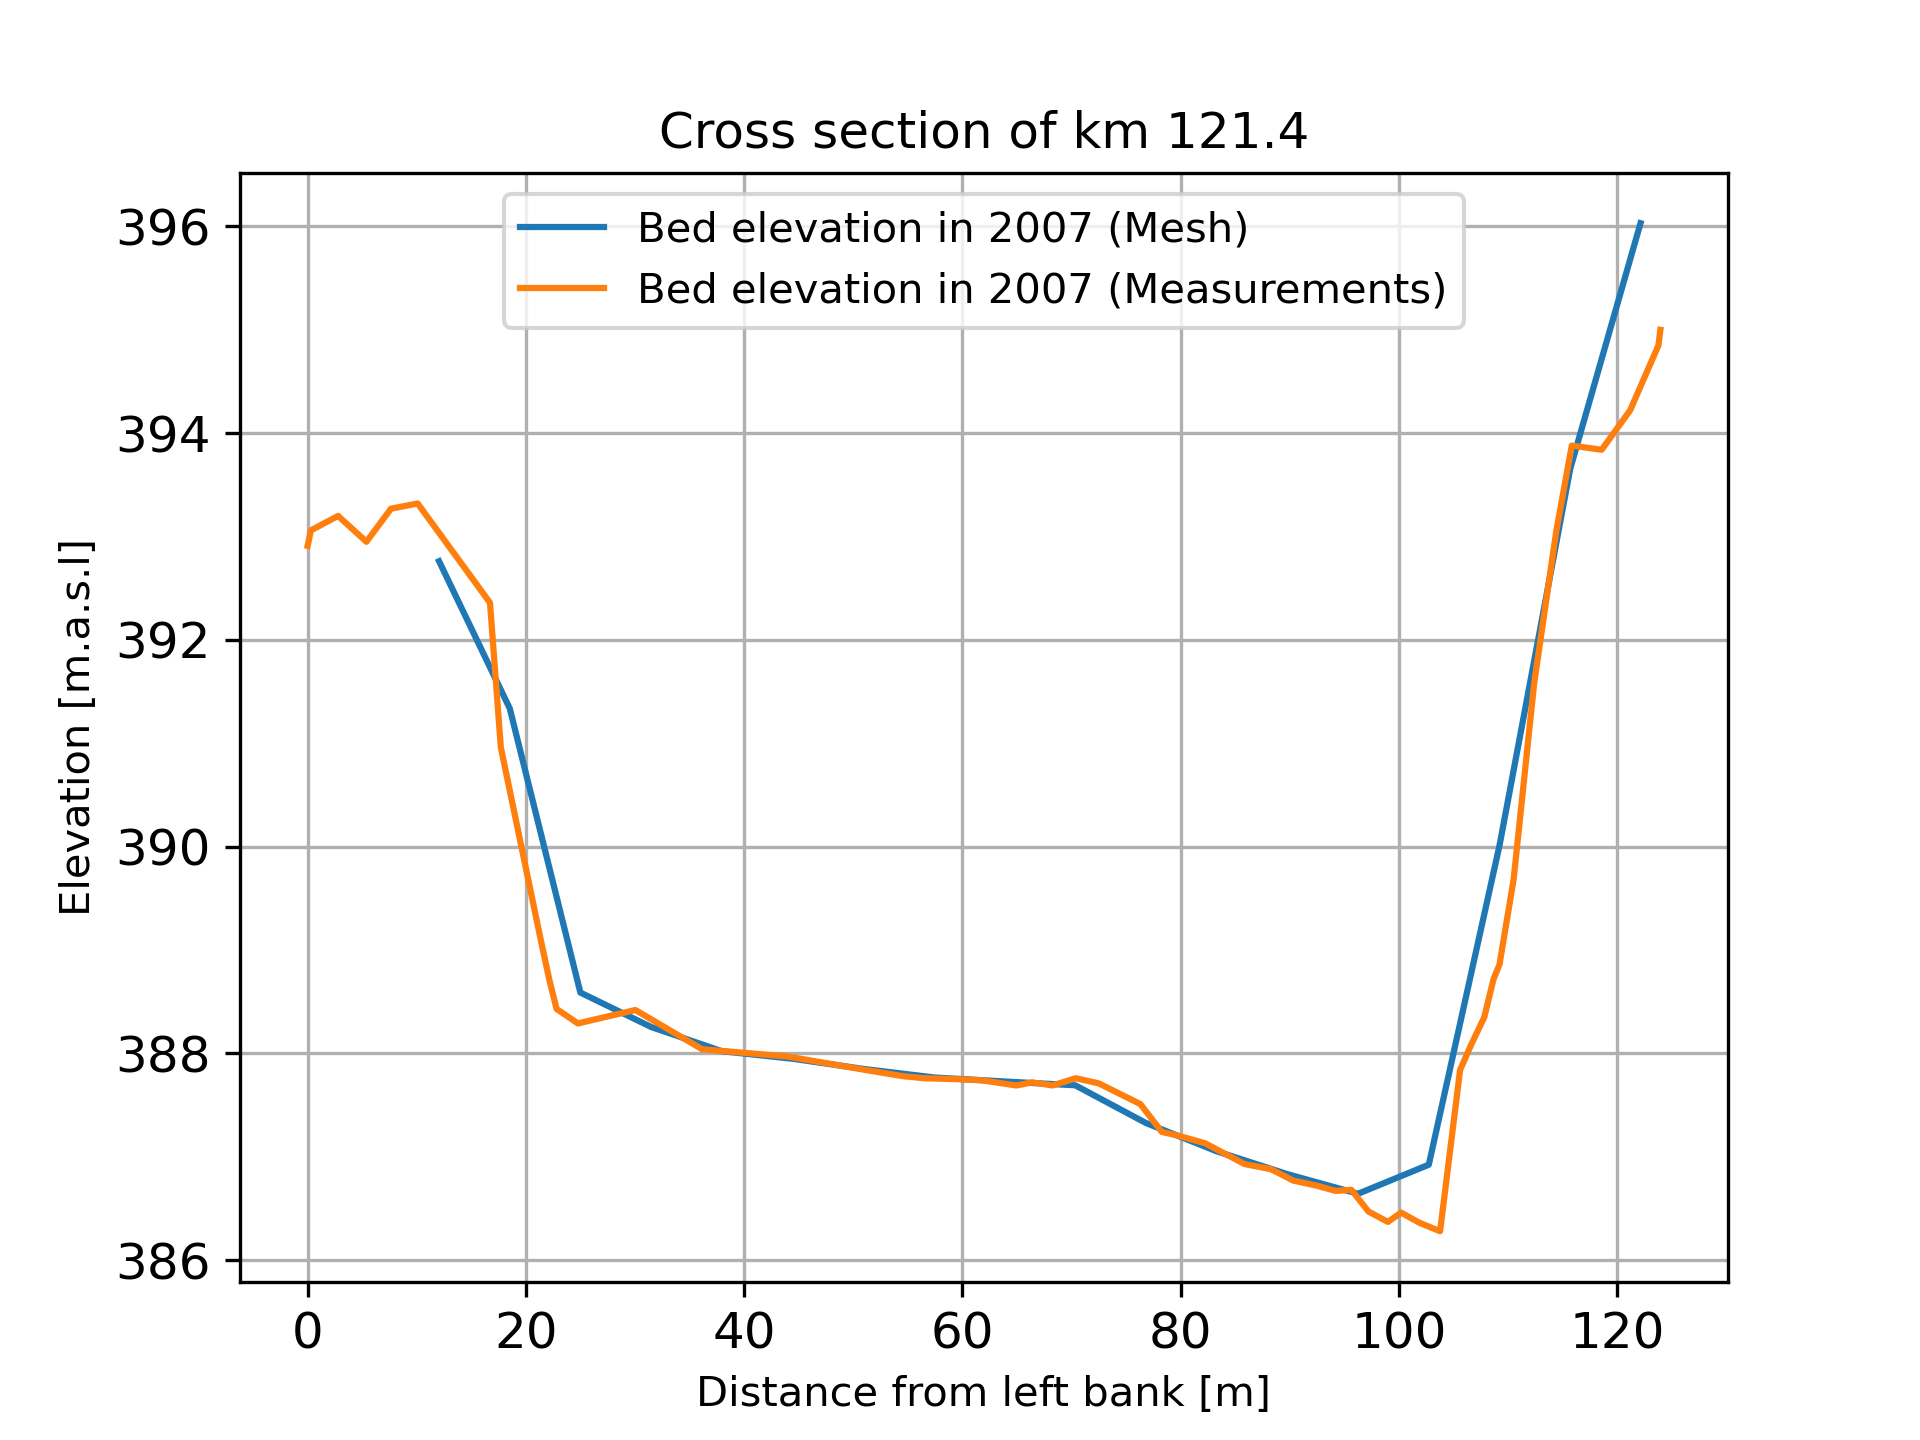 Cross section of km 121.4
Bed elevation in 2007 (Mesh)
Bed elevation in 2007 (Measurements)
Elevation [m.a.s.l]
396
394
392
390
388
386
0 20 40 60 80 100 120
Distance from left bank [m]